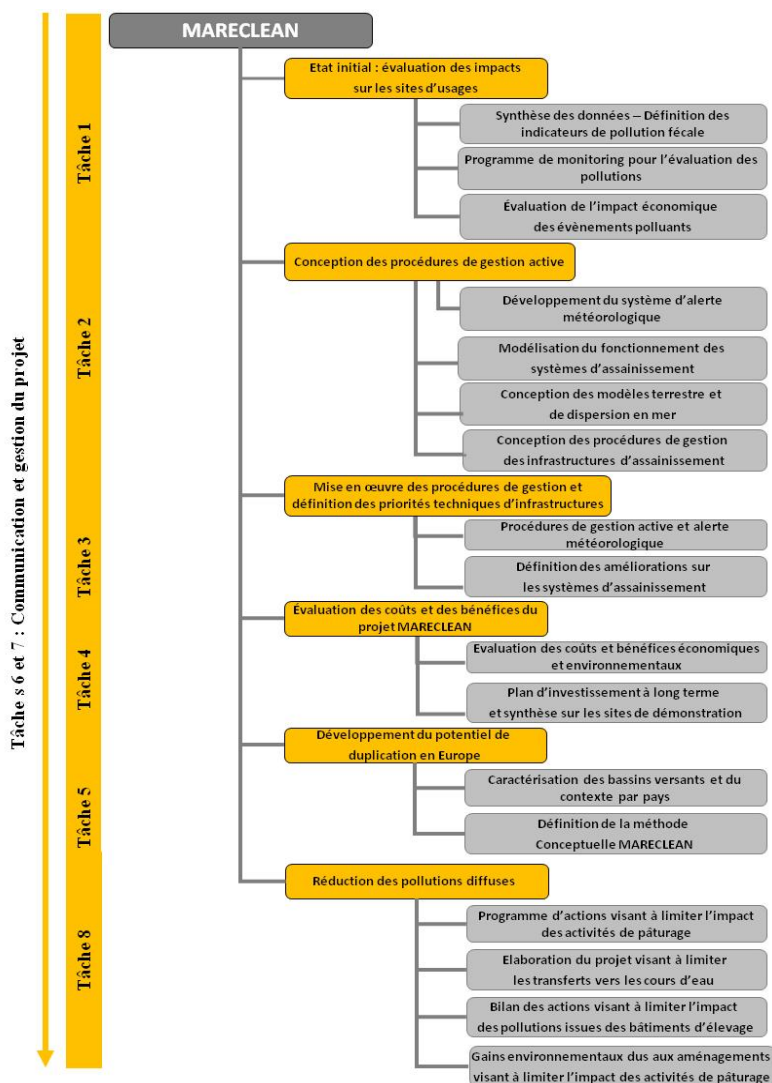 MARECLEAN
Etat initial : évaluation des impacts
sur les sites d'usages
Synthèse des données – Définition des
indicateurs de pollution fécale
Programme de monitoring pour l'évaluation des
pollutions
Évaluation de l'impact économique
des évènements polluants
Tâche 1
Conception des procédures de gestion active
Développement du système d'alerte
météorologique
Modélisation du fonctionnement des
systèmes d'assainissement
Conception des modèles terrestre et
de dispersion en mer
Conception des procédures de gestion
des infrastructures d'assainissement
Tâche 2
Mise en œuvre des procédures de gestion et
définition des priorités techniques d'infrastructures
Procédures de gestion active et alerte
météorologique
Définition des améliorations sur
les systèmes d'assainissement
Tâche 3
Évaluation des coûts et des bénéfices du
projet MARECLEAN
Evaluation des coûts et bénéfices économiques
et environnementaux
Plan d'investissement à long terme
et synthèse sur les sites de démonstration
Tâche 4
Développement du potentiel de
duplication en Europe
Caractérisation des bassins versants et du
contexte par pays
Définition de la méthode
Conceptuelle MARECLEAN
Tâche 5
Réduction des pollutions diffuses
Programme d'actions visant à limiter l'impact
des activités de pâturage
Elaboration du projet visant à limiter
les transferts vers les cours d'eau
Bilan des actions visant à limiter l'impact
des pollutions issues des bâtiments d'élevage
Gains environnementaux dus aux aménagements
visant à limiter l'impact des activités de pâturage
Tâche 8
Tâche s 6 et 7 : Communication et gestion du projet